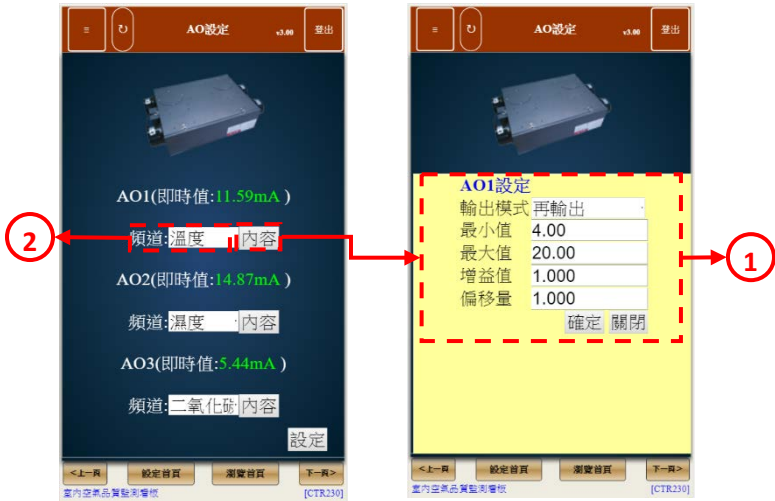 ≡
↻
AO設定
v3.00
登出
AO1(即時值:11.59mA )
頻道:溫度 內容
AO2(即時值:14.87mA )
頻道:濕度 內容
AO3(即時值:5.44mA )
頻道:二氧化碳 內容
設定
<上一頁
設定首頁
瀏覽首頁
下一頁>
室內空氣品質監測看板
[CTR230]
2
≡
↻
AO設定
v3.00
登出
AO1設定
輸出模式 再輸出
最小值 4.00
最大值 20.00
增益值 1.000
偏移量 1.000
確定 關閉
<上一頁
設定首頁
瀏覽首頁
下一頁>
室內空氣品質監測看板
[CTR230]
1